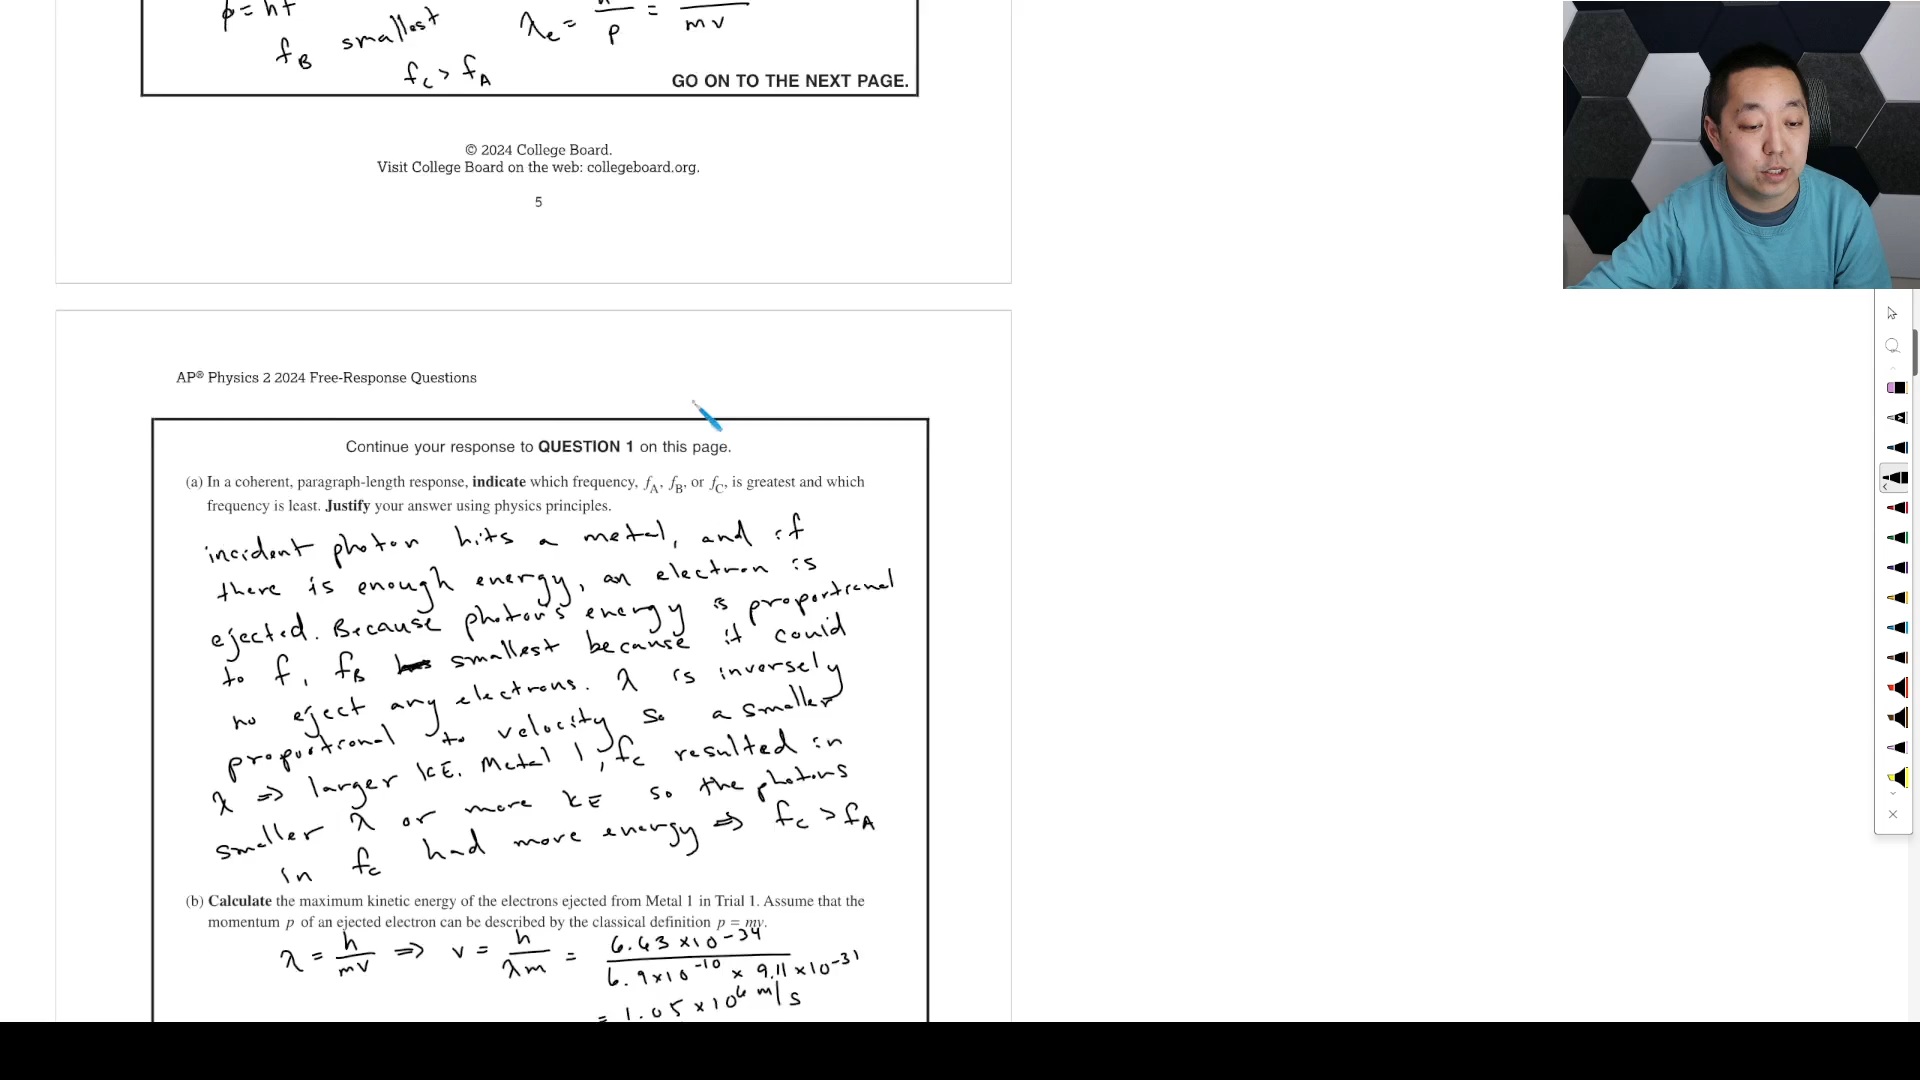 p = hf
f_B smallest
f_C > f_A
λ_e = h/p = /mv
GO ON TO THE NEXT PAGE.
© 2024 College Board.
Visit College Board on the web: collegeboard.org.
5
AP® Physics 2 2024 Free-Response Questions
Continue your response to QUESTION 1 on this page.
(a) In a coherent, paragraph-length response, indicate which frequency, f_A, f_B, or f_C, is greatest and which
frequency is least. Justify your answer using physics principles.
incident photon hits a metal, and if
there is enough energy, an electron is
ejected. Because photon's energy is proportional
to f, f_B smallest because it could
no eject any electrons. λ is inversely
proportional to velocity so a smaller
λ ⇒ larger KE. Metal 1, f_C resulted in
smaller λ or more KE so the photons
in f_C had more energy ⇒ f_C > f_A
(b) Calculate the maximum kinetic energy of the electrons ejected from Metal 1 in Trial 1. Assume that the
momentum p of an ejected electron can be described by the classical definition p = mv.
λ = h/mv ⇒ v = h/λm = 6.63 x10^-34 / 6.9x10^-10 x 9.11 x10^-31
= 1.05 x10^6 m/s